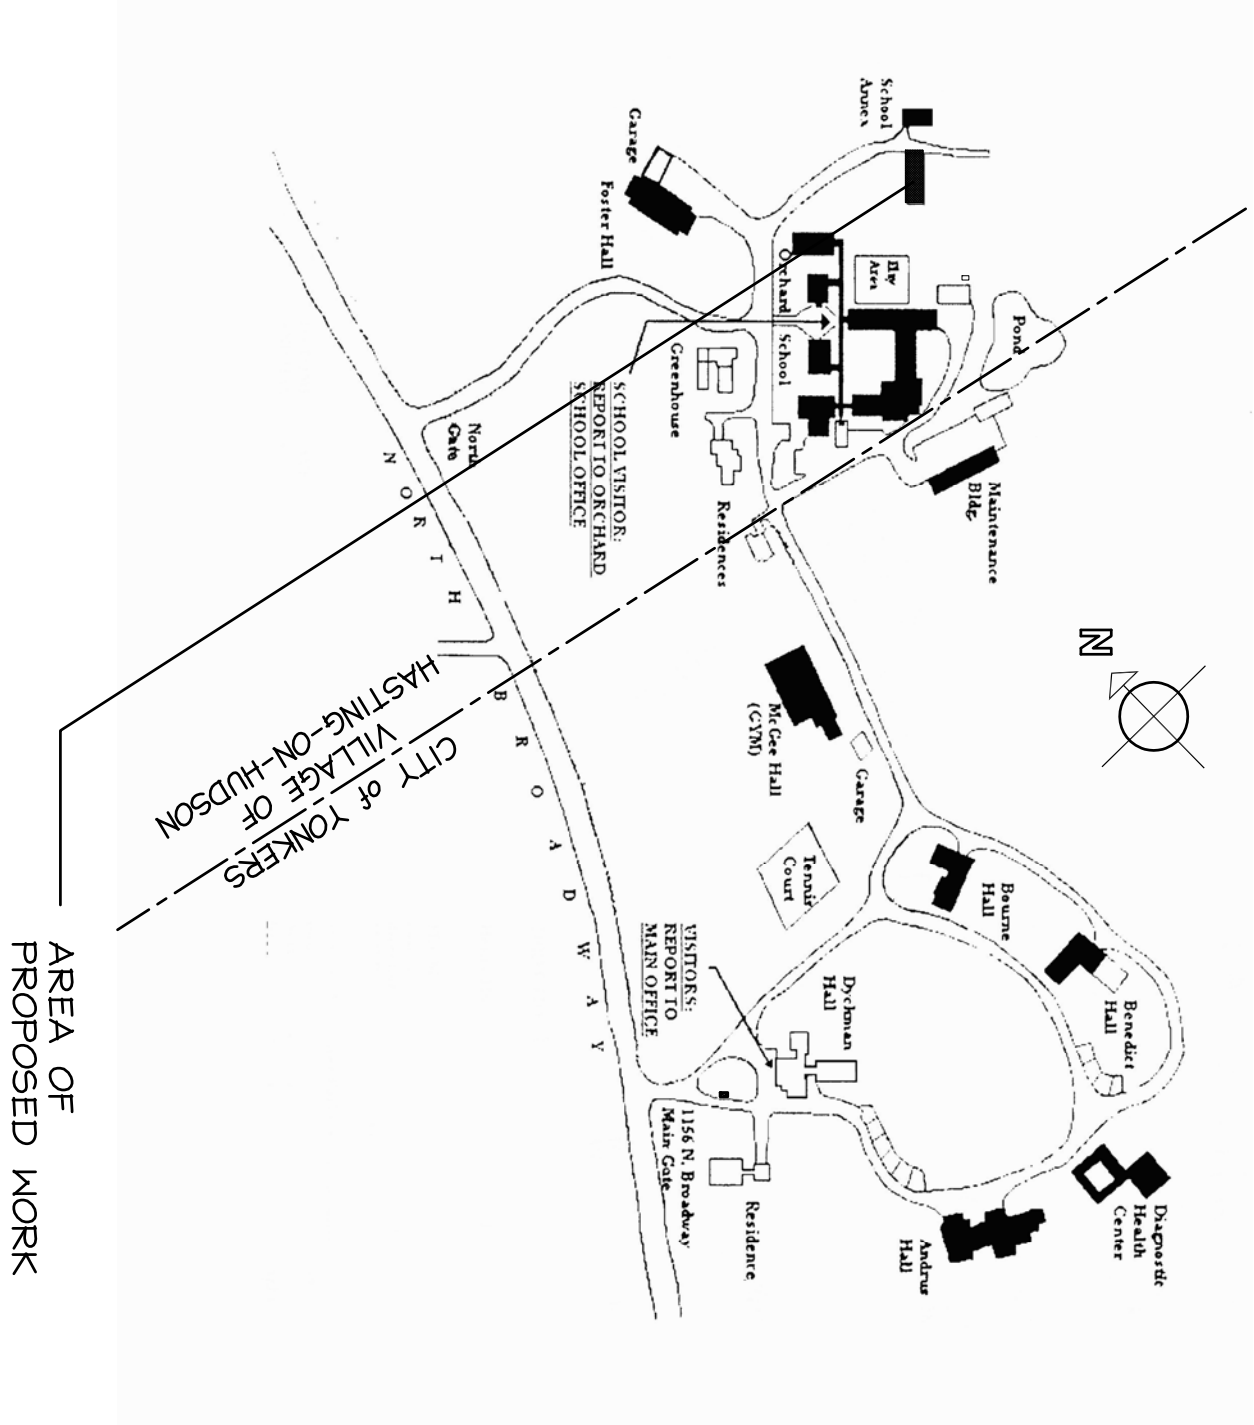 School
Annex
Garage
Foster Hall
Orchard School
Play
Area
Pond
Greenhouse
SCHOOL VISITOR:
REPORT TO ORCHARD
SCHOOL OFFICE
North
Gate
Residences
Maintenance
Bldg.
NORTH BROADWAY
N
HASTING-ON-HUDSON
VILLAGE OF
CITY of YONKERS
McGee Hall
(GYM)
Garage
Tennis
Court
Bourne
Hall
Benedict
Hall
VISITORS:
REPORT TO
MAIN OFFICE
Dyckman
Hall
1156 N. Broadway
Main Gate
Residence
Andrus
Hall
Diagnostic
Health
Center
AREA OF
PROPOSED WORK